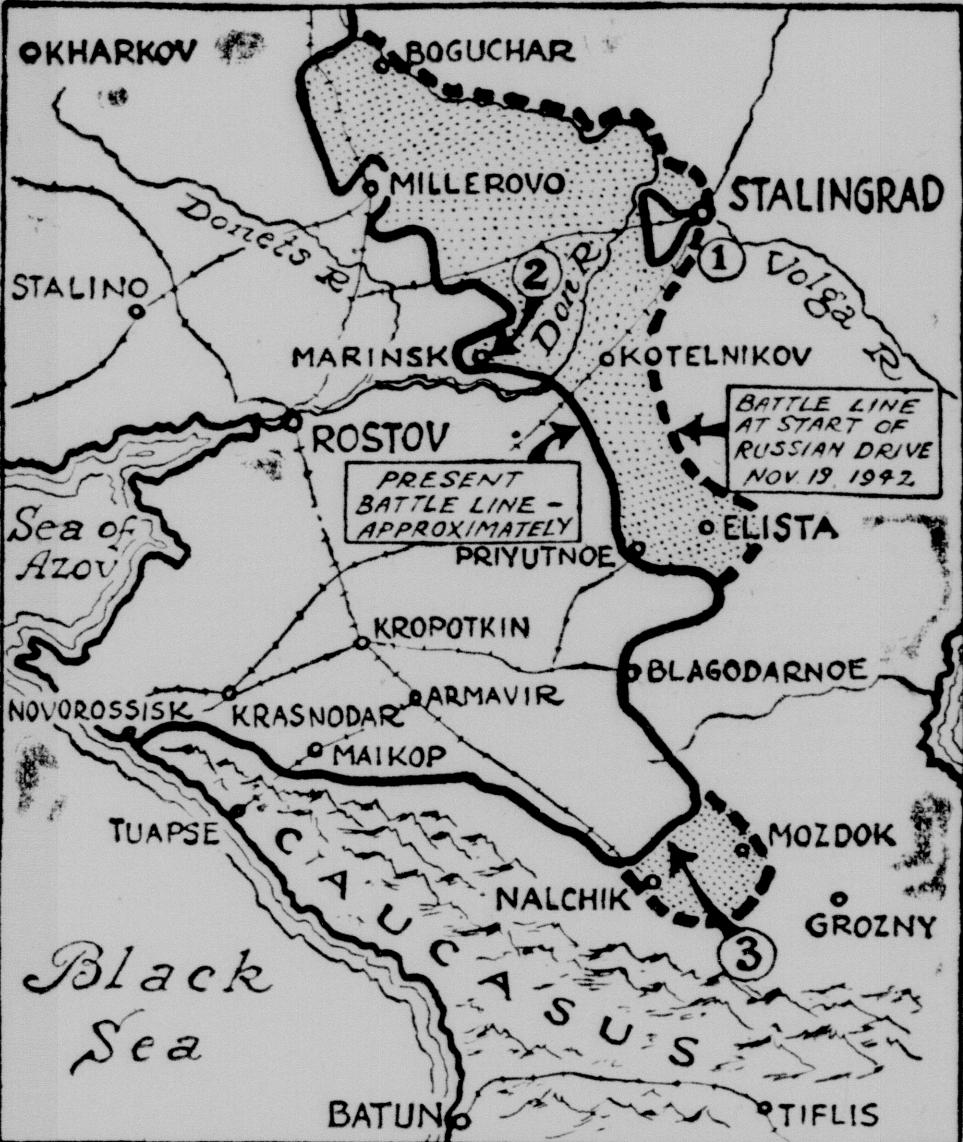 KHARKOV
BOGUCHAR
MILLEROVO
STALINGRAD
Donets R
1
Volga R
2
Don R
STALINO
MARINSK
KOTELNIKOV
BATTLE LINE
AT START OF
RUSSIAN DRIVE
NOV. 19, 1942
ROSTOV
PRESENT
BATTLE LINE -
APPROXIMATELY
Sea of
Azov
ELISTA
PRIYUTNOE
KROPOTKIN
BLAGODARNOE
NOVOROSSISK
KRASNODAR
ARMAVIR
MAIKOP
TUAPSE
MOZDOK
NALCHIK
GROZNY
3
CAUCASUS
Black
Sea
BATUN
TIFLIS